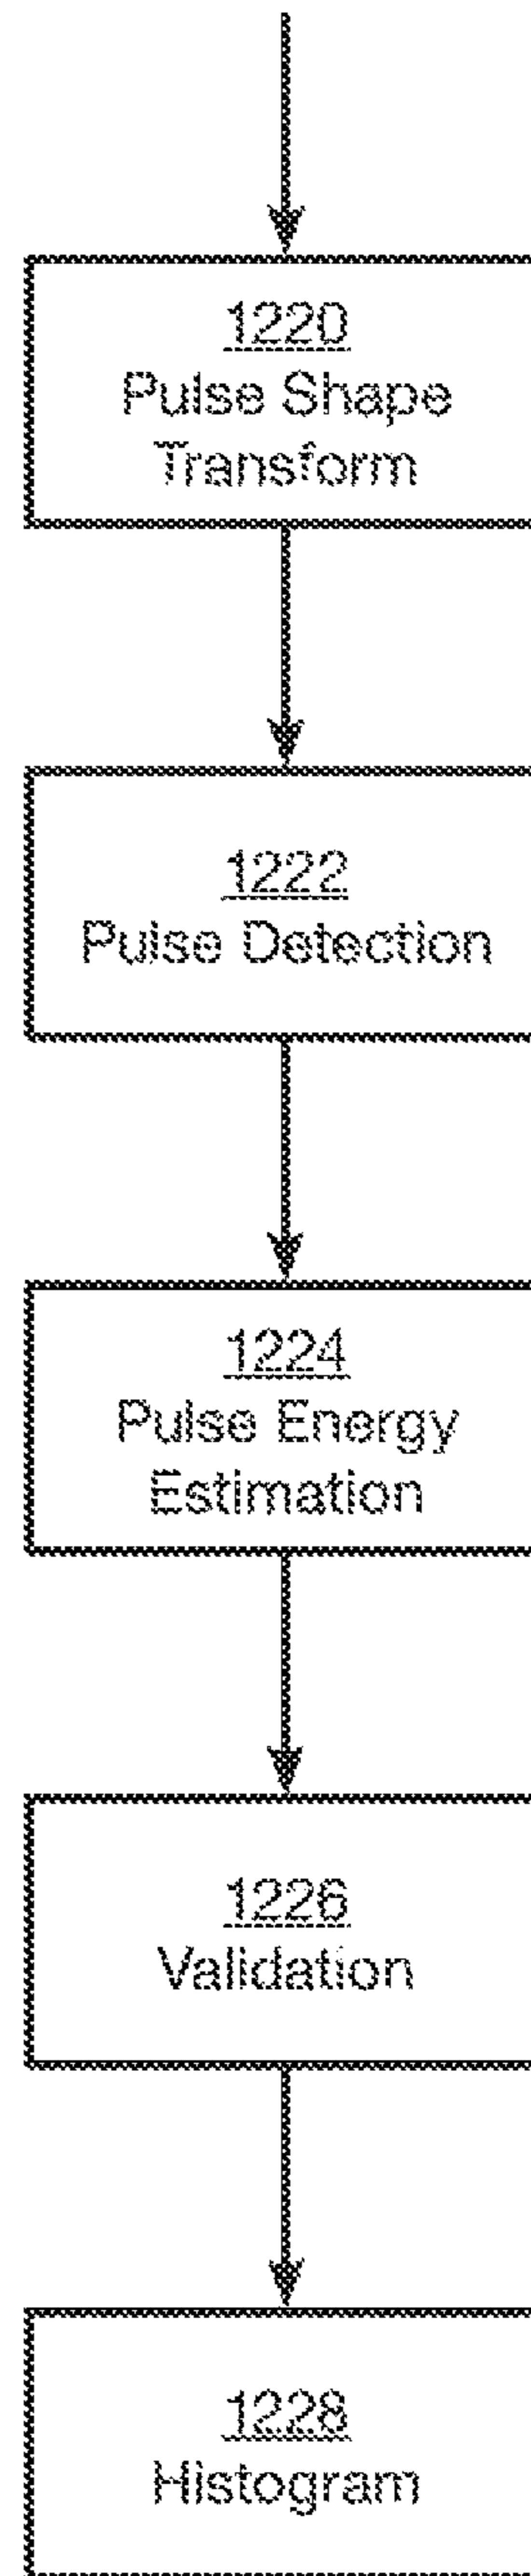 1220
Pulse Shape
Transform
1222
Pulse Detection
1224
Pulse Energy
Estimation
1226
Validation
1228
Histogram